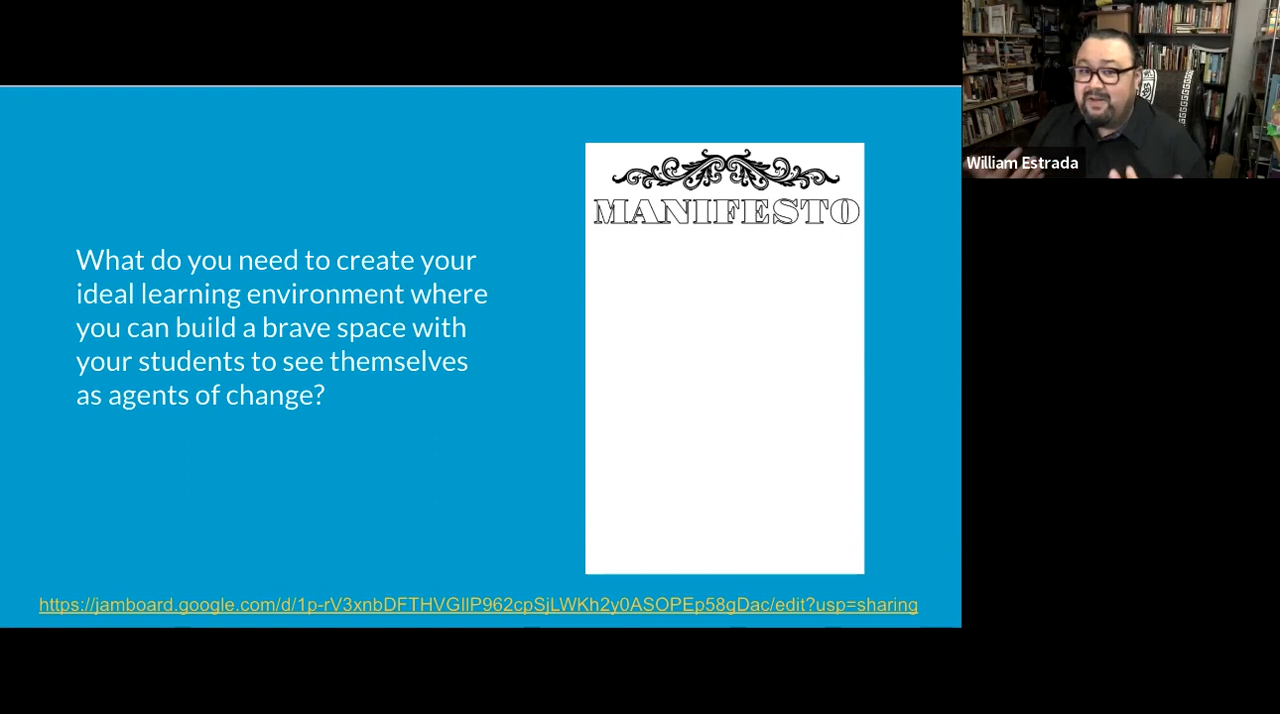 What do you need to create your
ideal learning environment where
you can build a brave space with
your students to see themselves
as agents of change?
MANIFESTO
https://jamboard.google.com/d/1p-rV3xnbDFTHVGIlP962cpSjLWKh2y0ASOPEp58gDac/edit?usp=sharing
William Estrada